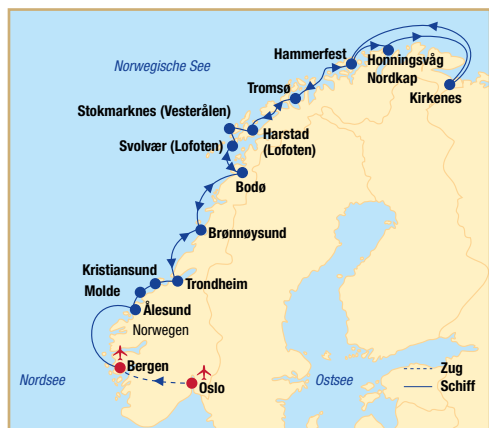 Hammerfest
Honningsvåg
Nordkap
Norwegische See
Tromsø
Kirkenes
Stokmarknes (Vesterålen)
Harstad
(Lofoten)
Svolvær (Lofoten)
Bodø
Brønnøysund
Kristiansund
Trondheim
Molde
Ålesund
Norwegen
Bergen
Zug
Nordsee
Oslo
Ostsee
Schiff